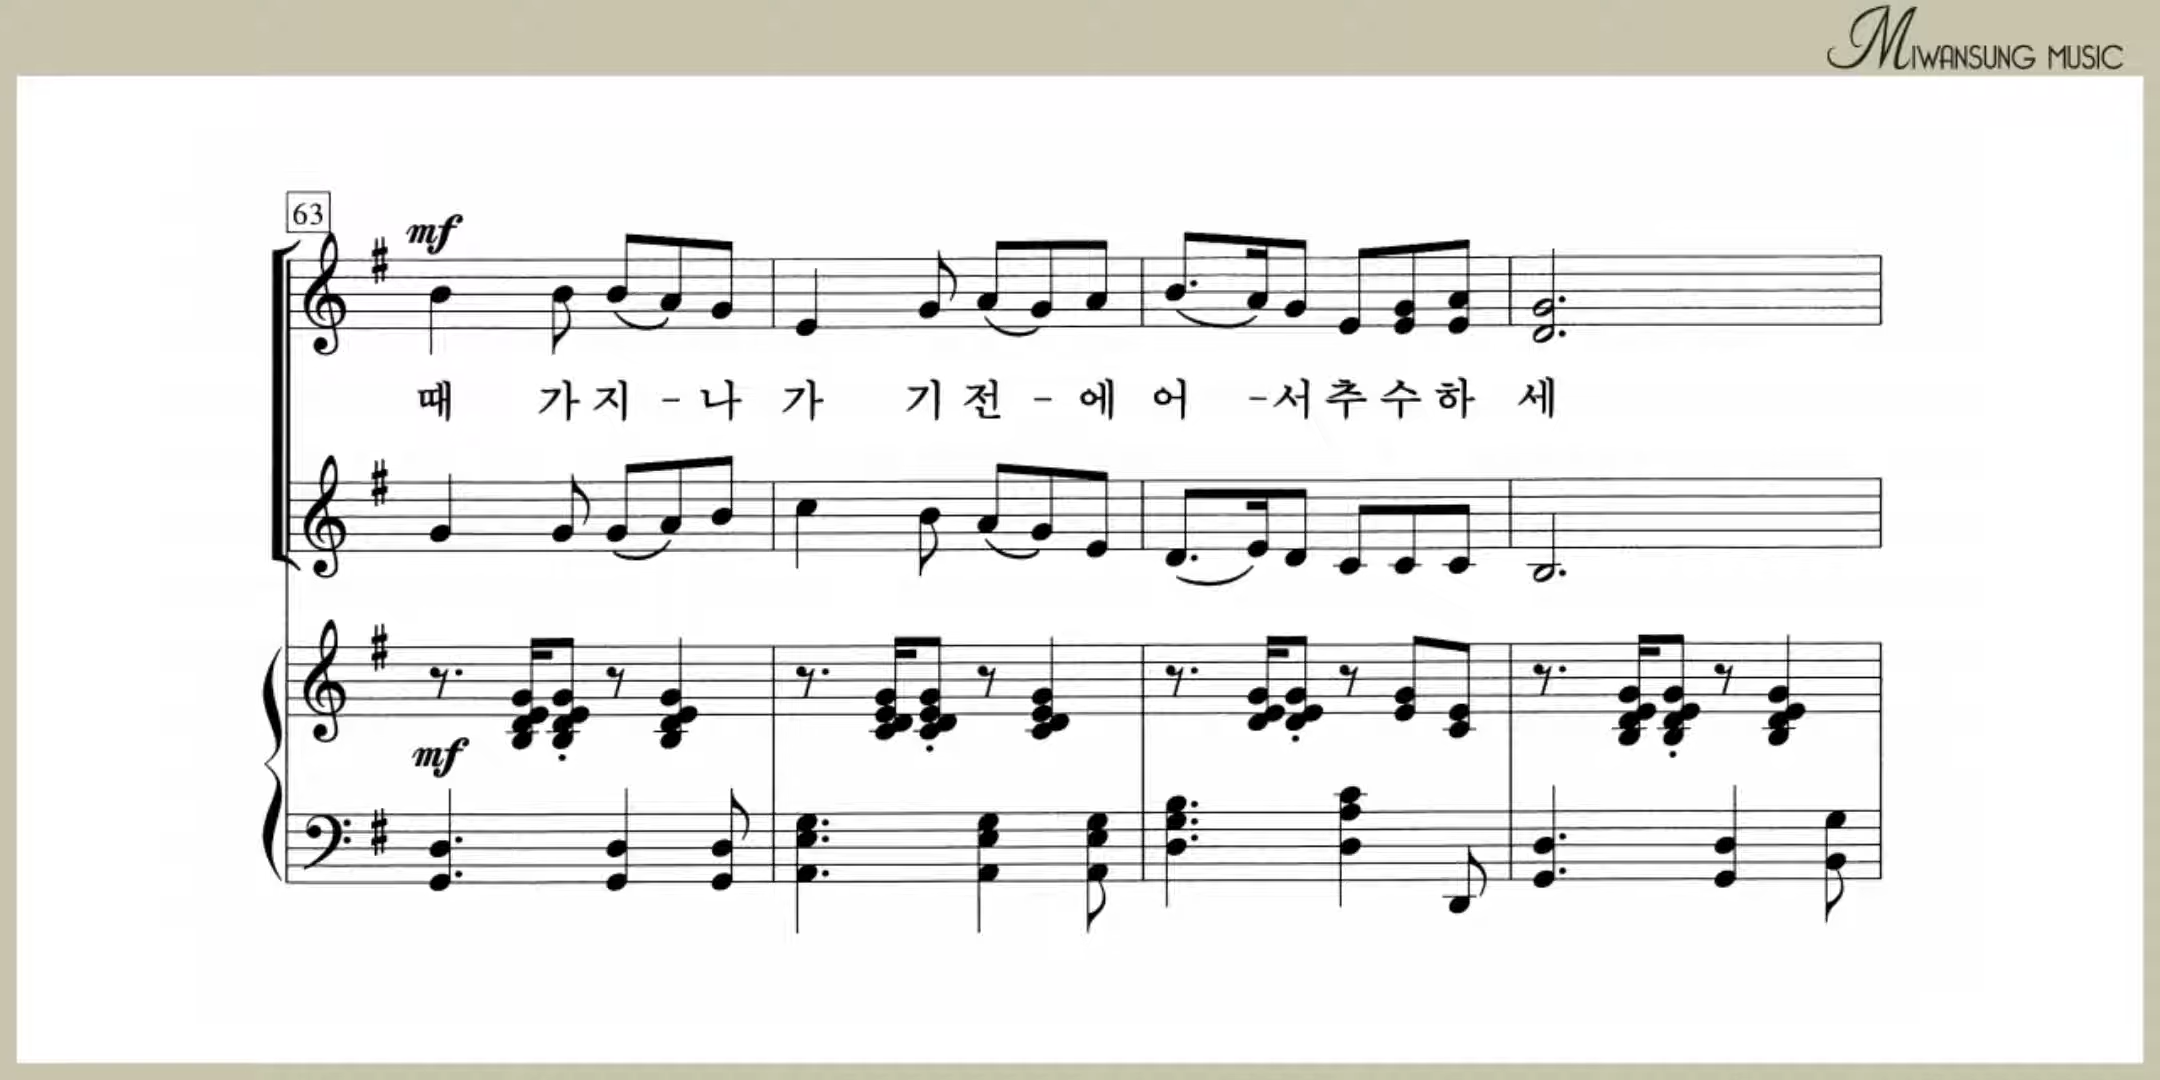 MIWANSUNG MUSIC
63
mf
때 가 지 - 나 가 기 전 - 에 어 - 서 추 수 하 세
mf